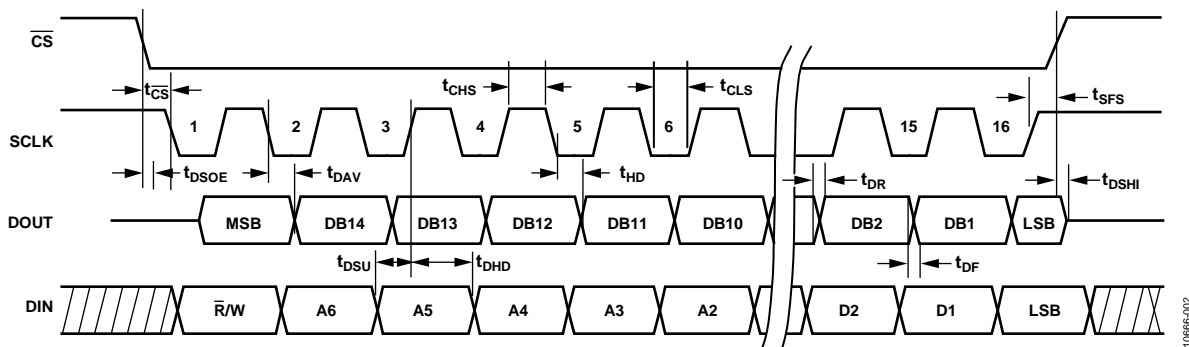 CS
tCS
tCHS
tCLS
tSFS
SCLK
1 2 3 4 5 6 15 16
tDSOE
tDAV
tHD
tDR
tDSHI
DOUT
MSB DB14 DB13 DB12 DB11 DB10 DB2 DB1 LSB
tDSU
tDHD
tDF
DIN
R/W A6 A5 A4 A3 A2 D2 D1 LSB
10666-002